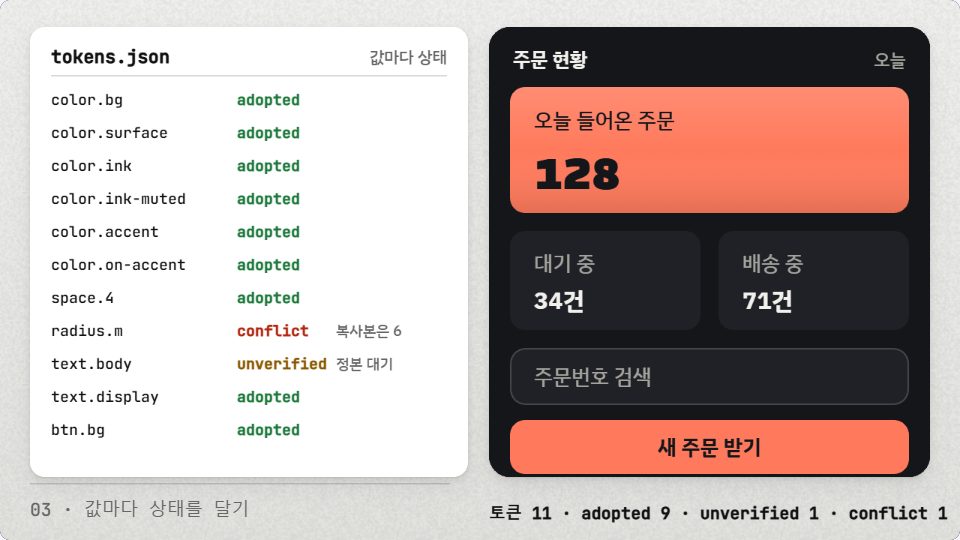 tokens.json 값마다 상태
color.bg adopted
color.surface adopted
color.ink adopted
color.ink-muted adopted
color.accent adopted
color.on-accent adopted
space.4 adopted
radius.m conflict 복사본은 6
text.body unverified 정본 대기
text.display adopted
btn.bg adopted
03 · 값마다 상태를 달기
주문 현황 오늘
오늘 들어온 주문
128
대기 중
34건
배송 중
71건
주문번호 검색
새 주문 받기
토큰 11 · adopted 9 · unverified 1 · conflict 1